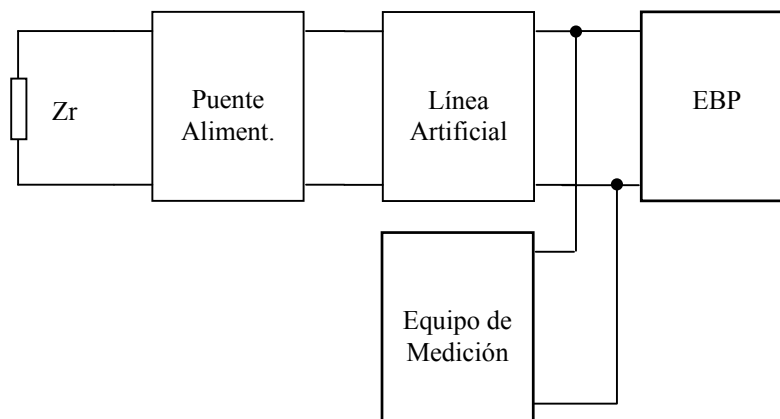 Zr
Puente
Aliment.
Línea
Artificial
EBP
Equipo de
Medición